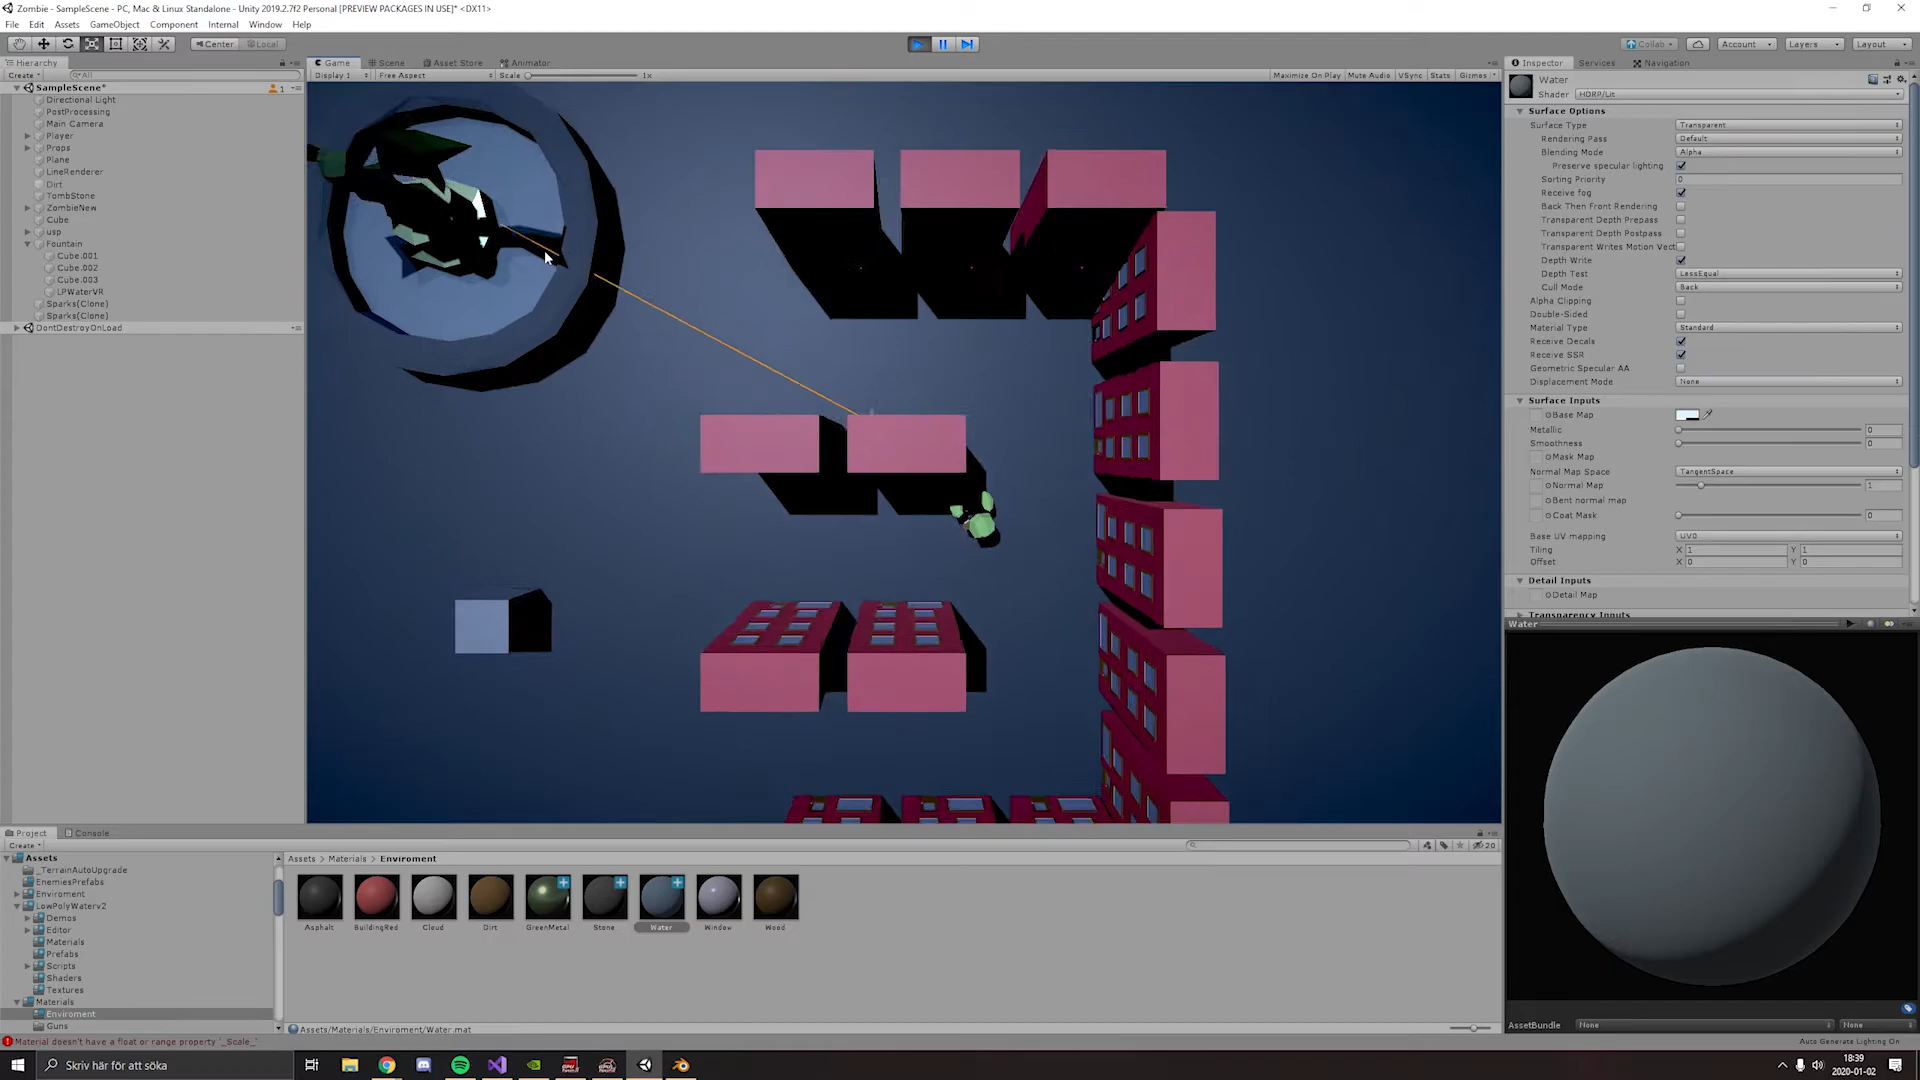 Zombie - SampleScene - PC, Mac & Linux Standalone - Unity 2019.2.7f2 Personal [PREVIEW PACKAGES IN USE]* <DX11>
File Edit Assets GameObject Component Internal Window Help
Center Local Collab Account Layers Layout
Hierarchy
Create All
SampleScene* 1
Directional Light
PostProcessing
Main Camera
Player
Props
Plane
LineRenderer
Dirt
TombStone
ZombieNew
Cube
usp
Fountain
Cube.001
Cube.002
Cube.003
LPWaterVR
Sparks(Clone)
Sparks(Clone)
DontDestroyOnLoad
Game Scene Asset Store Animator
Display 1 Free Aspect Scale 1x Maximize On Play Mute Audio VSync Stats Gizmos
Inspector Services Navigation
Water
Shader HDRP/Lit
Surface Options
Surface Type Transparent
Rendering Pass Default
Blending Mode Alpha
Preserve specular lighting
Sorting Priority 0
Receive fog
Back Then Front Rendering
Transparent Depth Prepass
Transparent Depth Postpass
Transparent Writes Motion Vect
Depth Write
Depth Test LessEqual
Cull Mode Back
Alpha Clipping
Double-Sided
Material Type Standard
Receive Decals
Receive SSR
Geometric Specular AA
Displacement Mode None
Surface Inputs
Base Map
Metallic 0
Smoothness 0
Mask Map
Normal Map Space TangentSpace
Normal Map 1
Bent normal map
Coat Mask 0
Base UV mapping UV0
Tiling X 1 Y 1
Offset X 0 Y 0
Detail Inputs
Detail Map
Transparency Inputs
Water
AssetBundle None None
Auto Generate Lighting On
Project Console
Create
20
Assets
_TerrainAutoUpgrade
EnemiesPrefabs
Enviroment
LowPolyWaterv2
Demos
Editor
Materials
Prefabs
Scripts
Shaders
Textures
Materials
Enviroment
Guns
Assets > Materials > Enviroment
Asphalt BuildingRed Cloud Dirt GreenMetal Stone Water Window Wood
Assets/Materials/Enviroment/Water.mat
Material doesn't have a float or range property '_Scale_'
Skriv här för att söka
18:39
2020-01-02